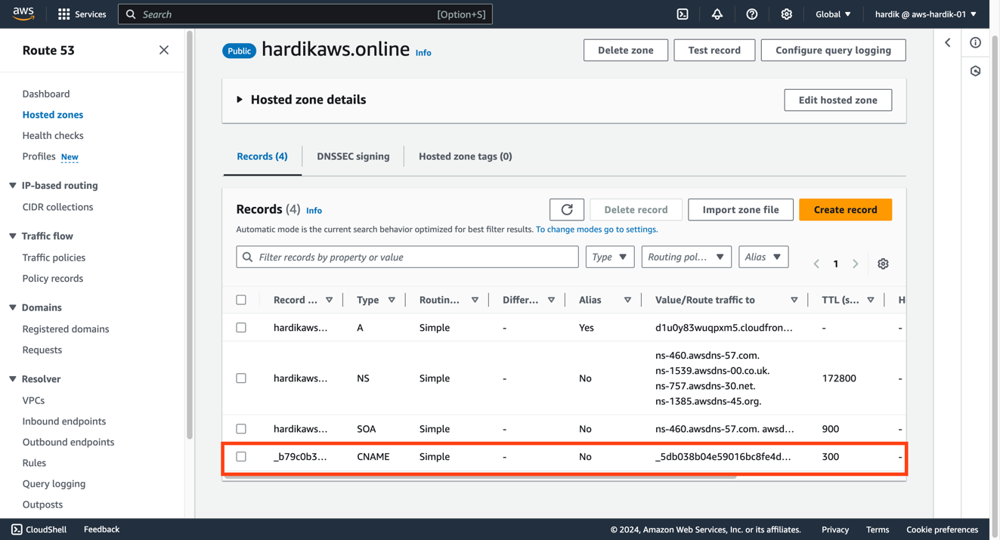 aws
Services
Search
[Option+S]
Global
hardik @ aws-hardik-01
Route 53
Dashboard
Hosted zones
Health checks
Profiles New
IP-based routing
CIDR collections
Traffic flow
Traffic policies
Policy records
Domains
Registered domains
Requests
Resolver
VPCs
Inbound endpoints
Outbound endpoints
Rules
Query logging
Outposts
Public hardikaws.online Info
Delete zone
Test record
Configure query logging
Hosted zone details
Edit hosted zone
Records (4)
DNSSEC signing
Hosted zone tags (0)
Records (4) Info
Delete record
Import zone file
Create record
Automatic mode is the current search behavior optimized for best filter results. To change modes go to settings.
Filter records by property or value
Type
Routing pol...
Alias
1
Record ... Type Routin... Differ... Alias Value/Route traffic to TTL (s... H
hardikaws... A Simple - Yes d1u0y83wuqpxm5.cloudfron... - -
ns-460.awsdns-57.com.
ns-1539.awsdns-00.co.uk.
hardikaws... NS Simple - No 172800 -
ns-757.awsdns-30.net.
ns-1385.awsdns-45.org.
hardikaws... SOA Simple - No ns-460.awsdns-57.com. awsd... 900 -
_b79c0b3... CNAME Simple - No _5db038b04e59016bc8fe4d... 300 -
CloudShell
Feedback
© 2024, Amazon Web Services, Inc. or its affiliates.
Privacy
Terms
Cookie preferences